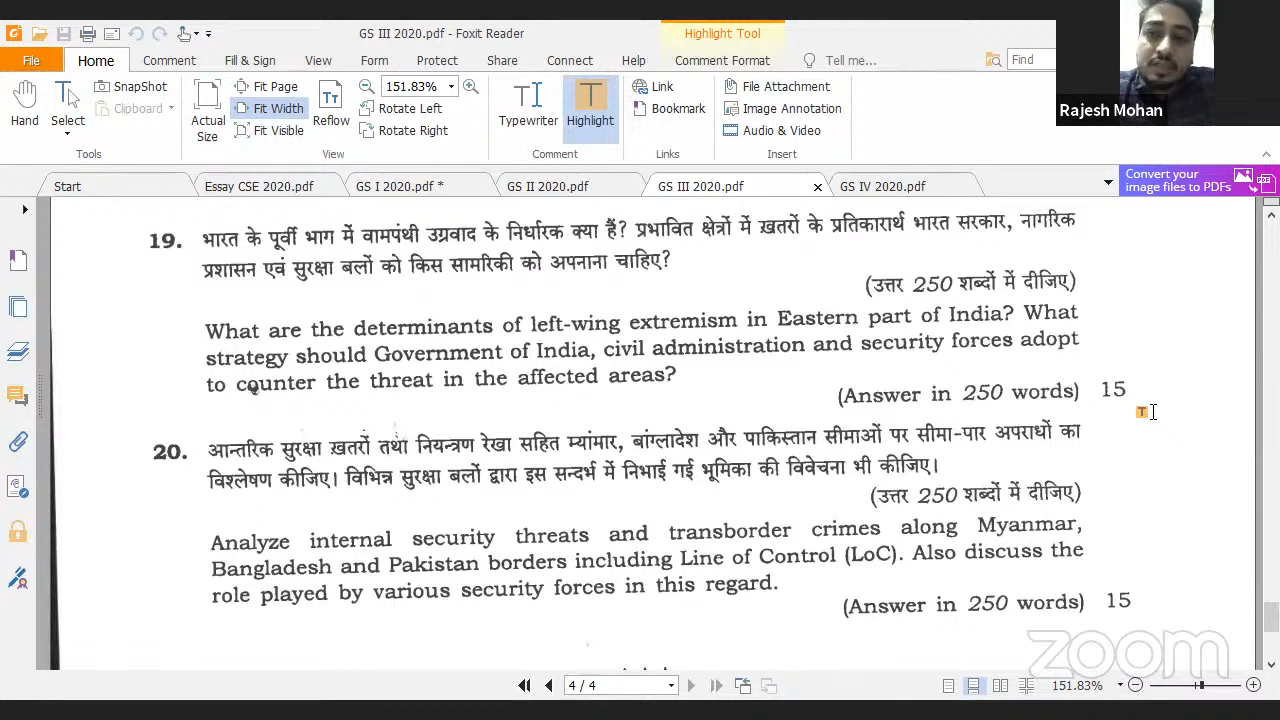 GS III 2020.pdf - Foxit Reader
Highlight Tool
File
Home
Comment
Fill & Sign
View
Form
Protect
Share
Connect
Help
Comment Format
Tell me...
Find
Hand
Select
SnapShot
Clipboard
Tools
Actual
Size
Fit Page
Fit Width
Fit Visible
Reflow
151.83%
Rotate Left
Rotate Right
View
Typewriter
Highlight
Comment
Link
Bookmark
Links
File Attachment
Image Annotation
Audio & Video
Insert
Rajesh Mohan
Start
Essay CSE 2020.pdf
GS I 2020.pdf *
GS II 2020.pdf
GS III 2020.pdf
GS IV 2020.pdf
Convert your
image files to PDFs
19. भारत के पूर्वी भाग में वामपंथी उग्रवाद के निर्धारक क्या हैं? प्रभावित क्षेत्रों में ख़तरों के प्रतिकारार्थ भारत सरकार, नागरिक
प्रशासन एवं सुरक्षा बलों को किस सामरिकी को अपनाना चाहिए?
(उत्तर 250 शब्दों में दीजिए)
What are the determinants of left-wing extremism in Eastern part of India? What
strategy should Government of India, civil administration and security forces adopt
to counter the threat in the affected areas?
(Answer in 250 words) 15
20. आन्तरिक सुरक्षा ख़तरों तथा नियन्त्रण रेखा सहित म्यांमार, बांग्लादेश और पाकिस्तान सीमाओं पर सीमा-पार अपराधों का
विश्लेषण कीजिए। विभिन्न सुरक्षा बलों द्वारा इस सन्दर्भ में निभाई गई भूमिका की विवेचना भी कीजिए।
(उत्तर 250 शब्दों में दीजिए)
Analyze internal security threats and transborder crimes along Myanmar,
Bangladesh and Pakistan borders including Line of Control (LoC). Also discuss the
role played by various security forces in this regard.
(Answer in 250 words) 15
zoom
4 / 4
151.83%